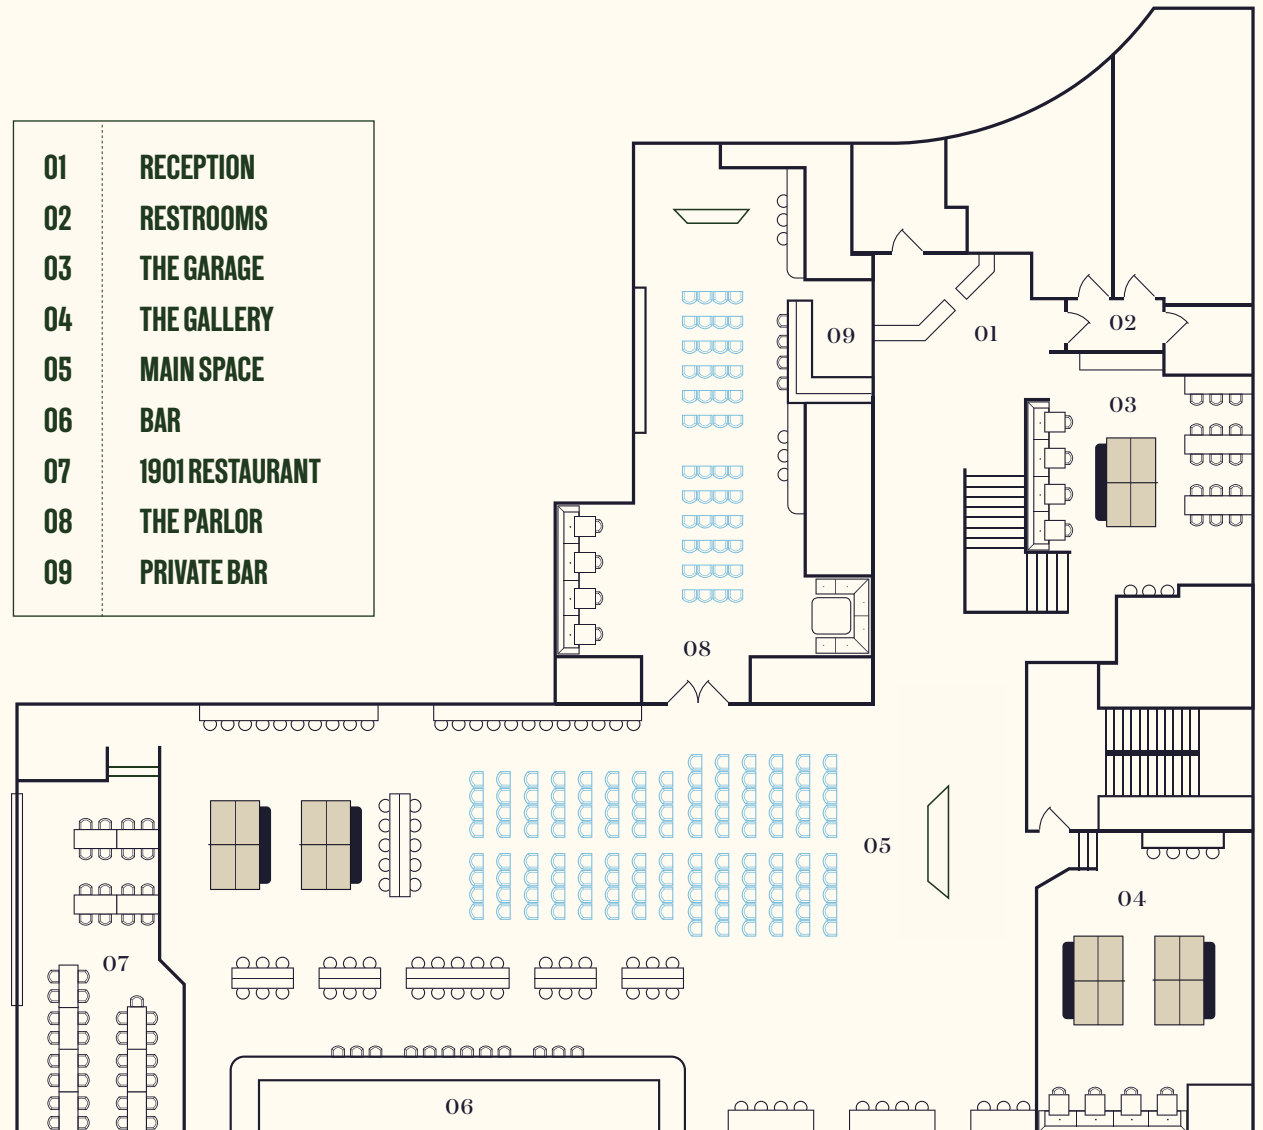 01 RECEPTION
02 RESTROOMS
03 THE GARAGE
04 THE GALLERY
05 MAIN SPACE
06 BAR
07 1901 RESTAURANT
08 THE PARLOR
09 PRIVATE BAR
09
01
02
03
08
05
04
07
06